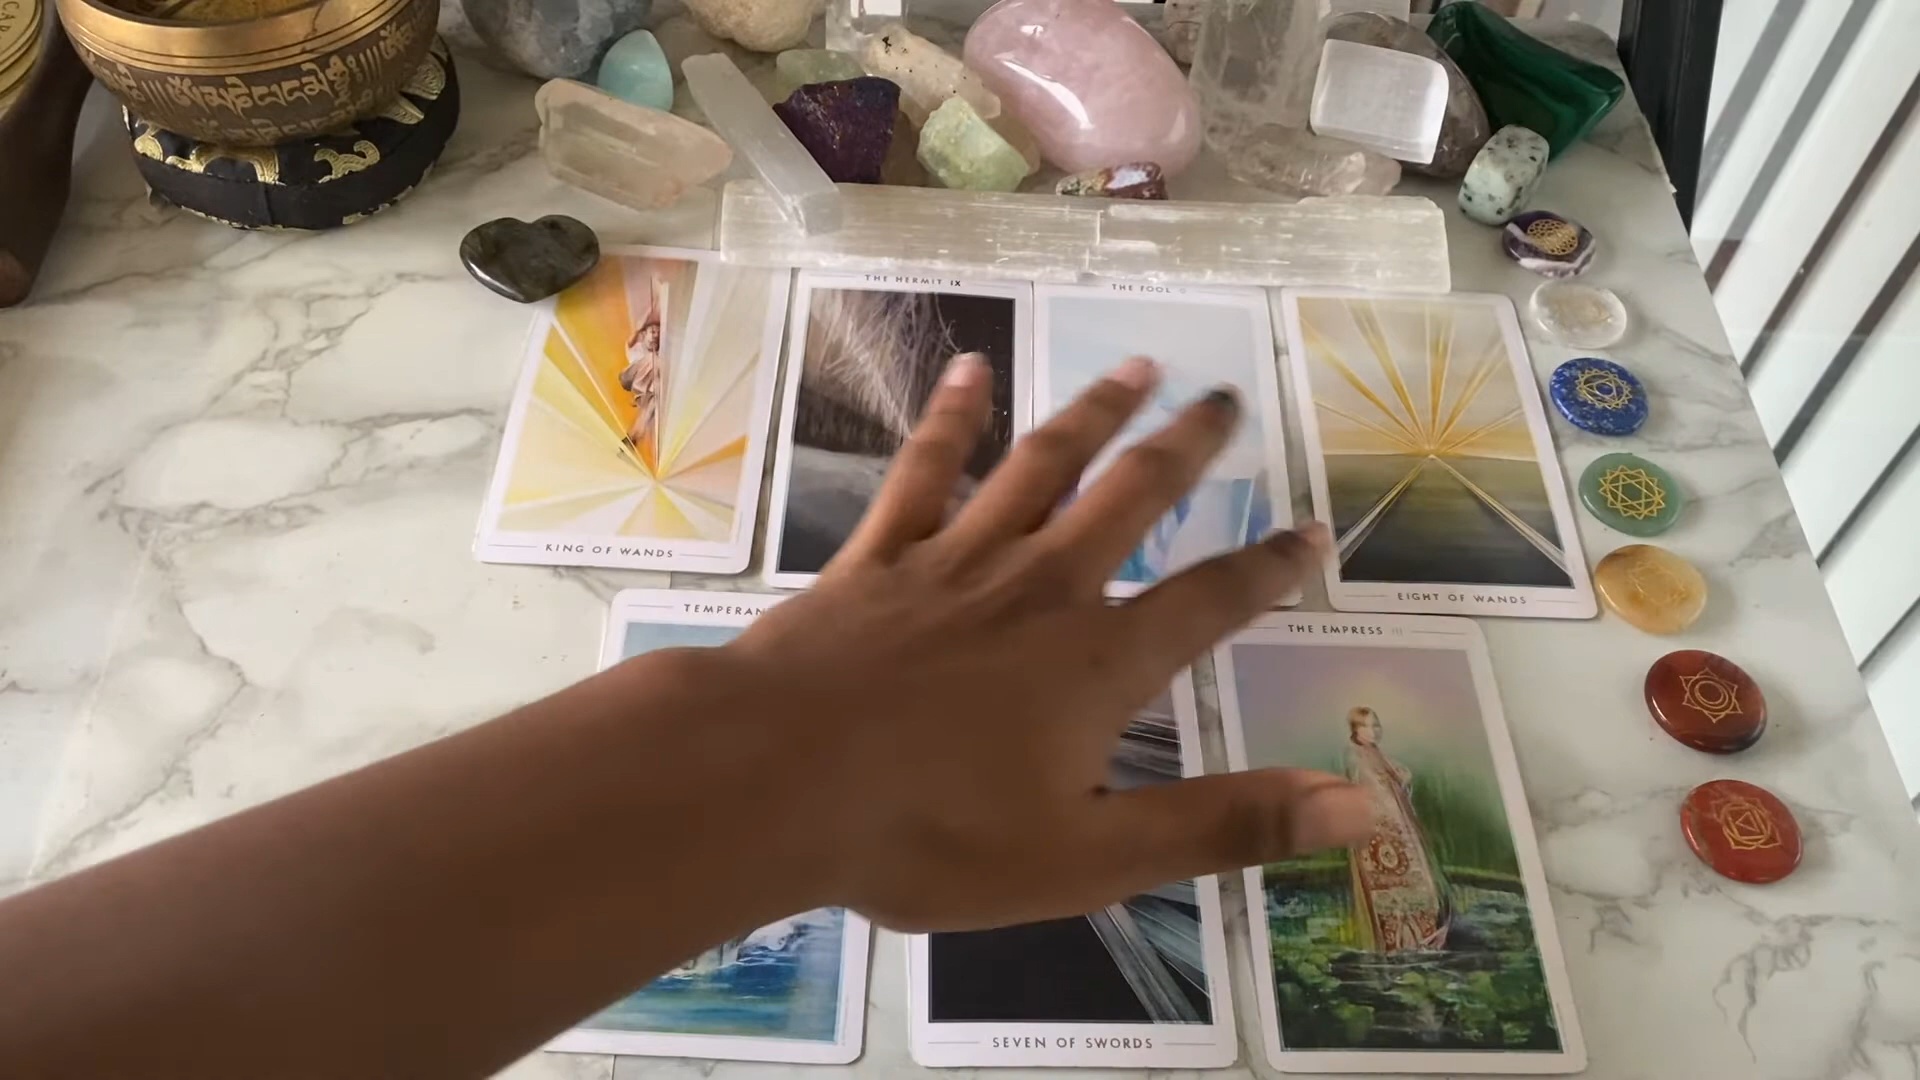 THE HERMIT IX
THE FOOL 0
KING OF WANDS
EIGHT OF WANDS
THE EMPRESS III
SEVEN OF SWORDS